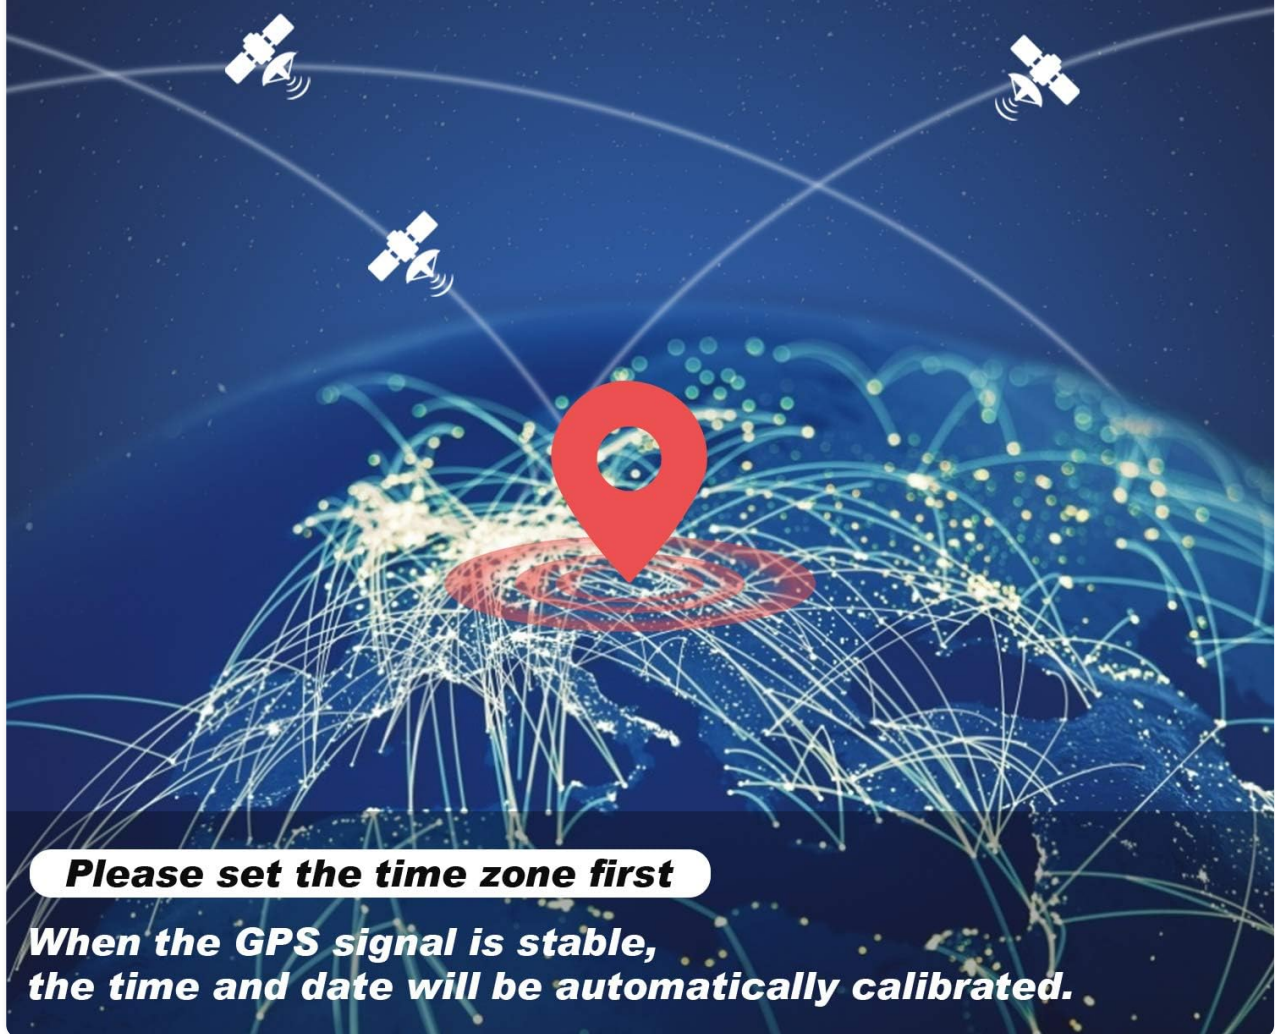 Please set the time zone first
When the GPS signal is stable,
the time and date will be automatically calibrated.